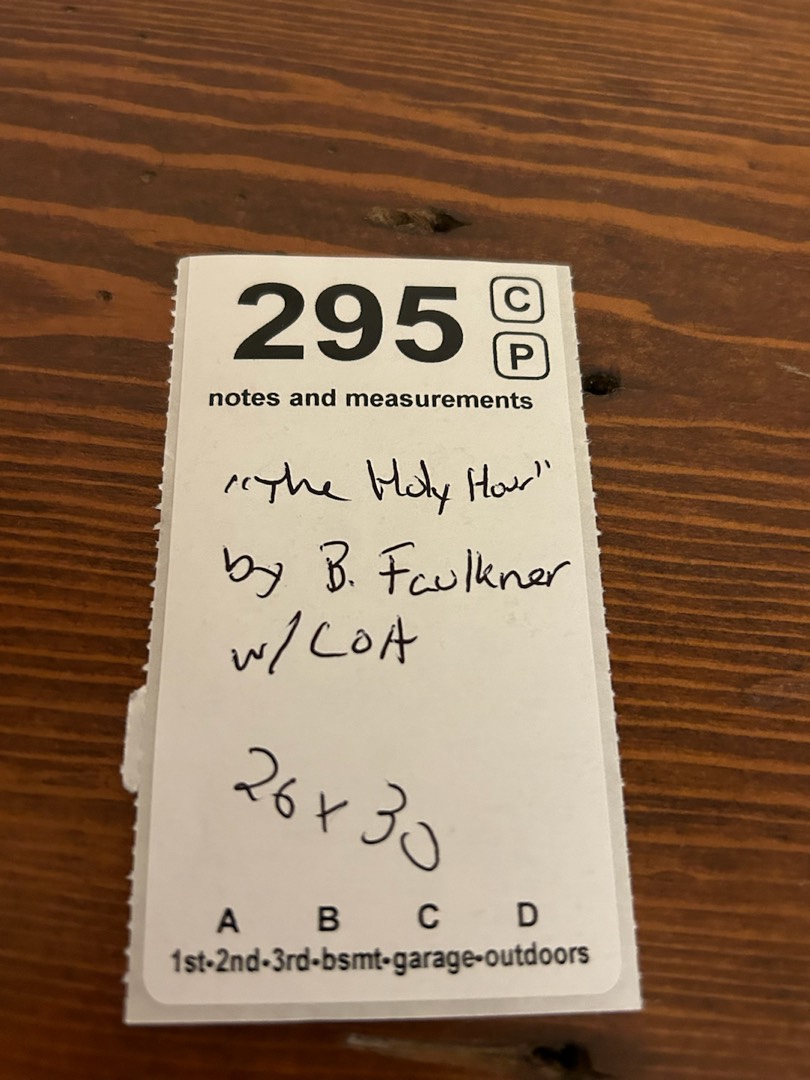 295 C
P
notes and measurements
"The Holy Hour"
by B. Faulkner
w/ COA
26 x 30
A B C D
1st-2nd-3rd-bsmt-garage-outdoors